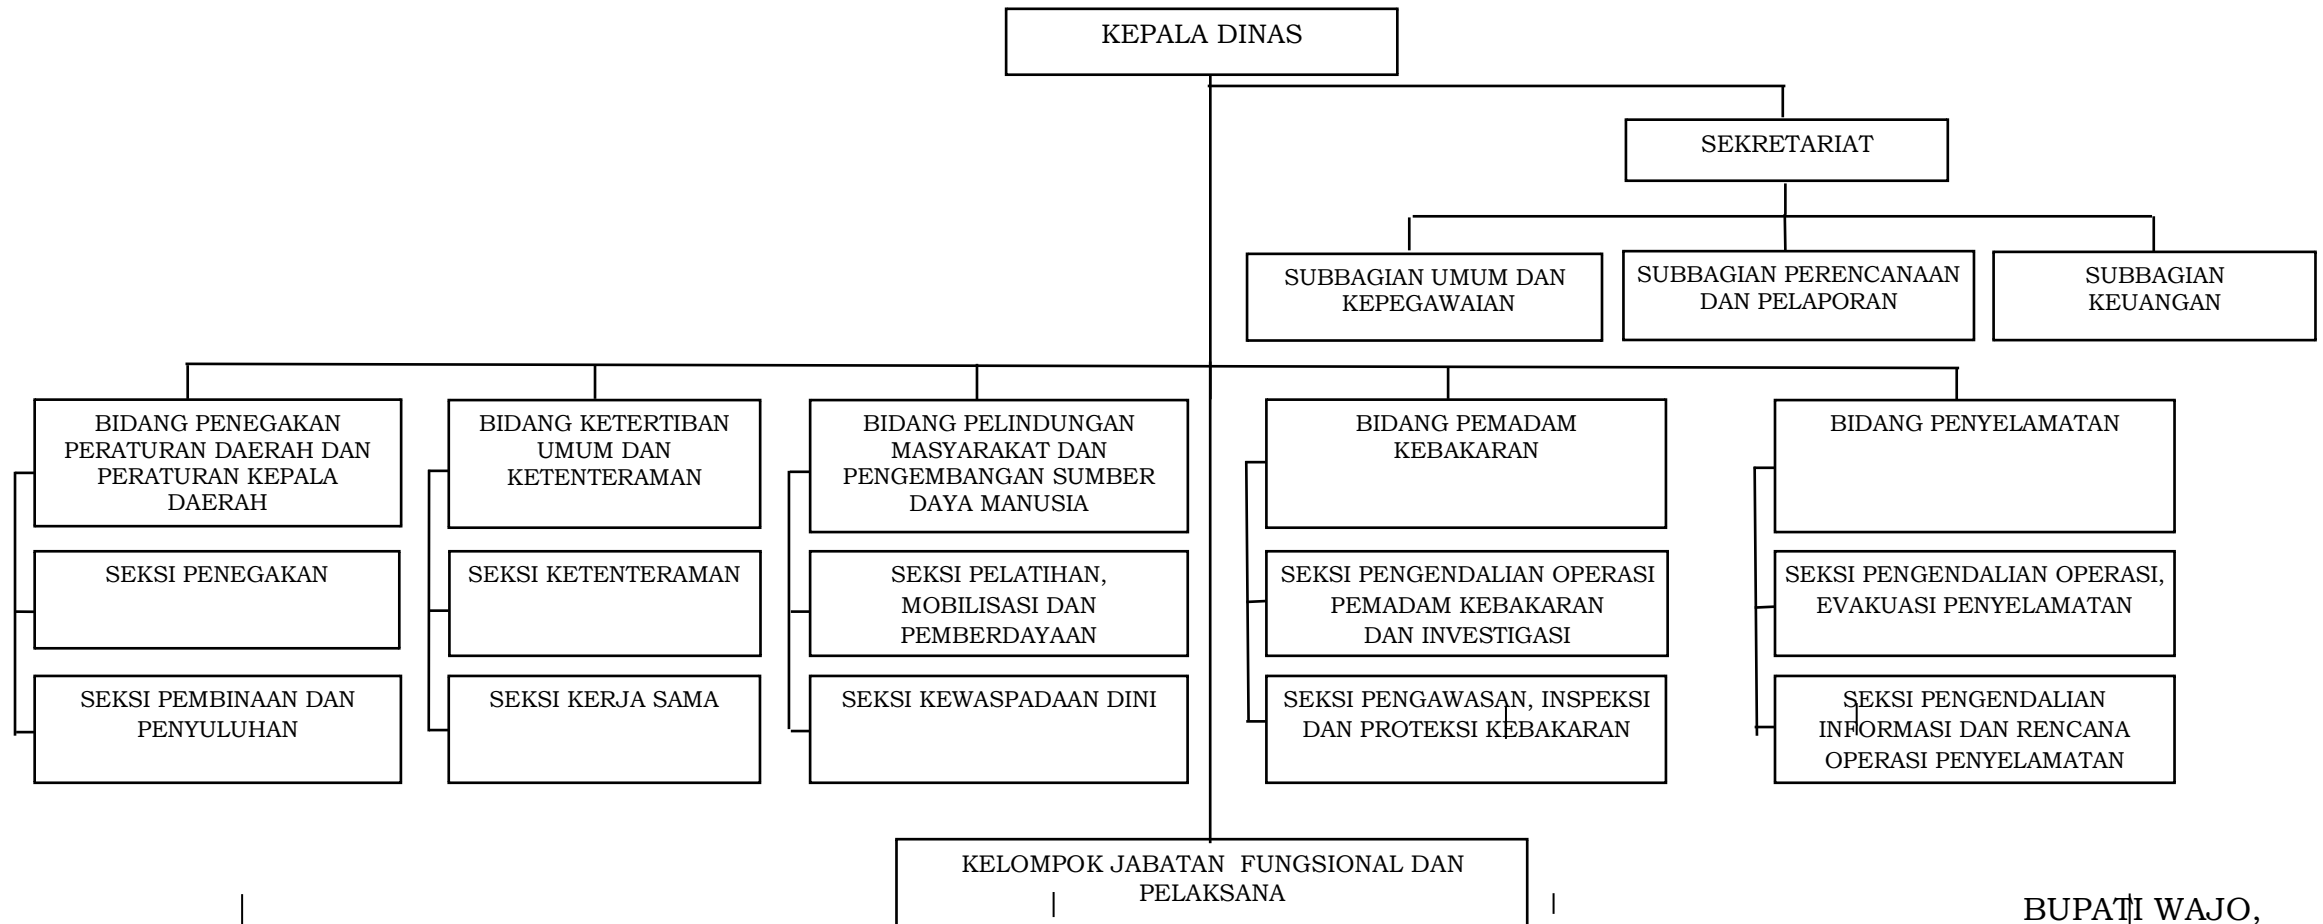 KEPALA DINAS
SEKRETARIAT
SUBBAGIAN UMUM DAN
KEPEGAWAIAN
SUBBAGIAN PERENCANAAN
DAN PELAPORAN
SUBBAGIAN
KEUANGAN
BIDANG PENEGAKAN
PERATURAN DAERAH DAN
PERATURAN KEPALA
DAERAH
BIDANG KETERTIBAN
UMUM DAN
KETENTERAMAN
BIDANG PELINDUNGAN
MASYARAKAT DAN
PENGEMBANGAN SUMBER
DAYA MANUSIA
BIDANG PEMADAM
KEBAKARAN
BIDANG PENYELAMATAN
SEKSI PENEGAKAN
SEKSI KETENTERAMAN
SEKSI PELATIHAN,
MOBILISASI DAN
PEMBERDAYAAN
SEKSI PENGENDALIAN OPERASI
PEMADAM KEBAKARAN
DAN INVESTIGASI
SEKSI PENGENDALIAN OPERASI,
EVAKUASI PENYELAMATAN
SEKSI PEMBINAAN DAN
PENYULUHAN
SEKSI KERJA SAMA
SEKSI KEWASPADAAN DINI
SEKSI PENGAWASAN, INSPEKSI
DAN PROTEKSI KEBAKARAN
SEKSI PENGENDALIAN
INFORMASI DAN RENCANA
OPERASI PENYELAMATAN
KELOMPOK JABATAN FUNGSIONAL DAN
PELAKSANA
BUPATI WAJO,